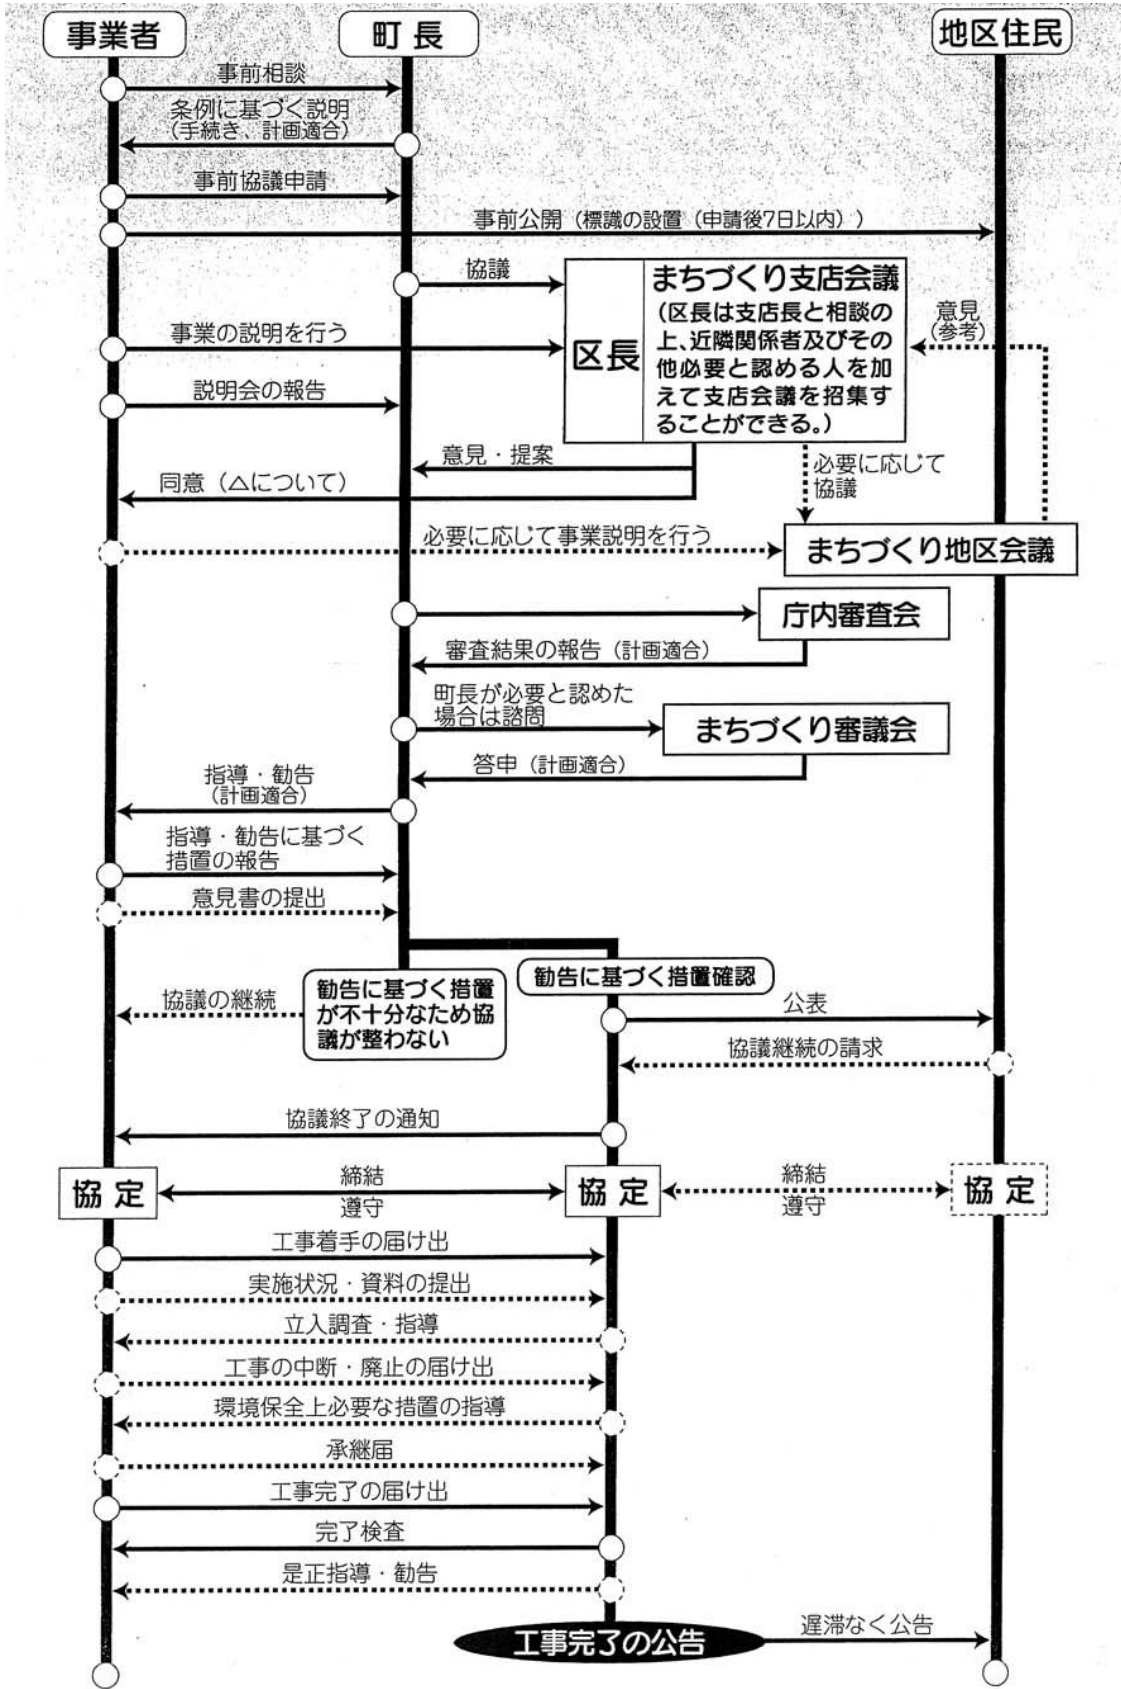 事業者
町長
地区住民
事前相談
条例に基づく説明
(手続き、計画適合)
事前協議申請
事前公開(標識の設置(申請後7日以内))
協議
区長
まちづくり支店会議
(区長は支店長と相談の
上、近隣関係者及びその
他必要と認める人を加
えて支店会議を招集す
ることができる。)
意見
(参考)
事業の説明を行う
説明会の報告
意見・提案
同意(△について)
必要に応じて
協議
必要に応じて事業説明を行う
まちづくり地区会議
庁内審査会
審査結果の報告(計画適合)
町長が必要と認めた
場合は諮問
まちづくり審議会
答申(計画適合)
指導・勧告
(計画適合)
指導・勧告に基づく
措置の報告
意見書の提出
勧告に基づく措置
が不十分なため協
議が整わない
勧告に基づく措置確認
協議の継続
公表
協議継続の請求
協議終了の通知
協定
締結
遵守
協定
締結
遵守
協定
工事着手の届け出
実施状況・資料の提出
立入調査・指導
工事の中断・廃止の届け出
環境保全上必要な措置の指導
承継届
工事完了の届け出
完了検査
是正指導・勧告
工事完了の公告
遅滞なく公告